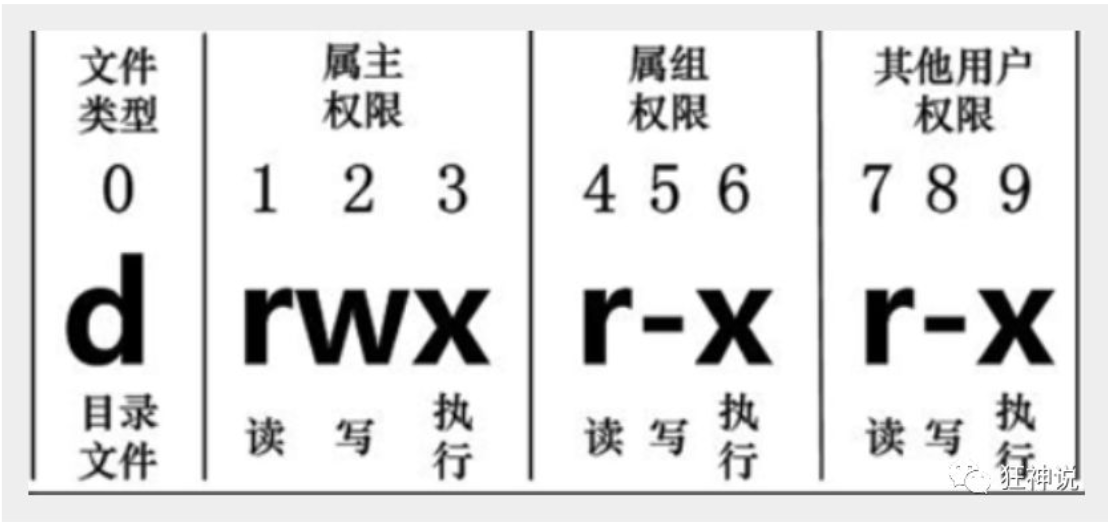 文件 属主 属组 其他用户
类型 权限 权限 权限
0 1 2 3 4 5 6 7 8 9
d rwx r-x r-x
目录 读 写 执 读 写 执 读 写 执
文件 行 行 行
狂神说